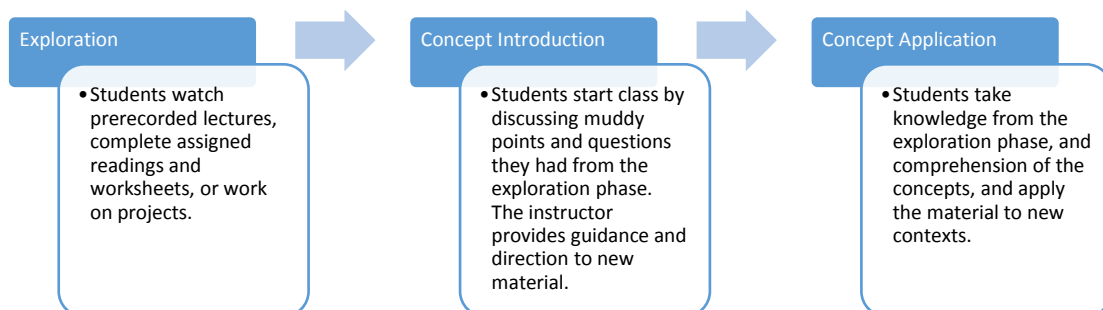 Exploration
•Students watch
prerecorded lectures,
complete assigned
readings and
worksheets, or work
on projects.
Concept Introduction
•Students start class by
discussing muddy
points and questions
they had from the
exploration phase.
The instructor
provides guidance and
direction to new
material.
Concept Application
•Students take
knowledge from the
exploration phase, and
comprehension of the
concepts, and apply
the material to new
contexts.